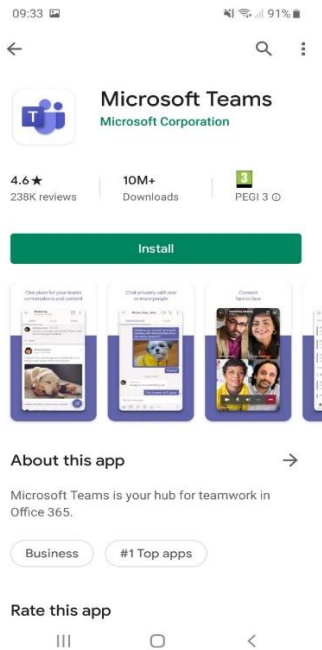 09:33
91%
Microsoft Teams
Microsoft Corporation
4.6★
238K reviews
10M+
Downloads
3
PEGI 3
Install
One place for your teams
conversations and content
Chat privately with one
or more people
Connect
face to face
About this app
Microsoft Teams is your hub for teamwork in
Office 365.
Business
#1 Top apps
Rate this app